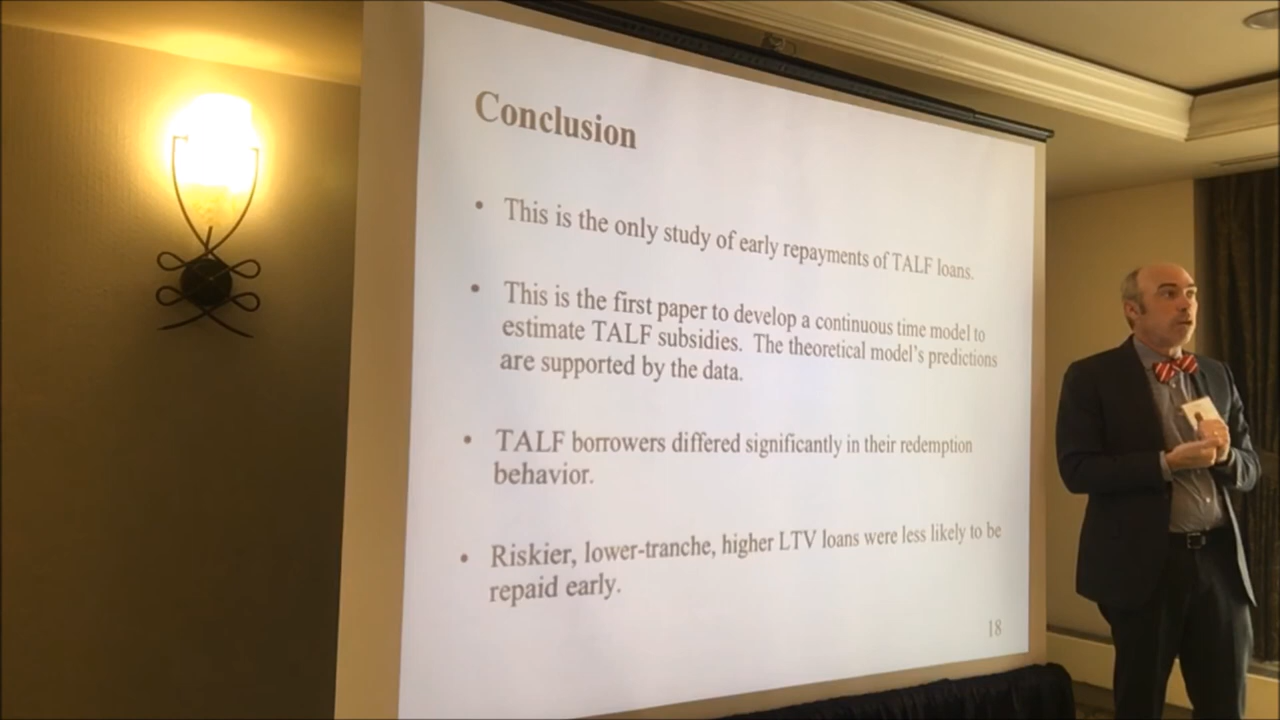 Conclusion
• This is the only study of early repayments of TALF loans.
• This is the first paper to develop a continuous time model to
estimate TALF subsidies. The theoretical model's predictions
are supported by the data.
• TALF borrowers differed significantly in their redemption
behavior.
• Riskier, lower-tranche, higher LTV loans were less likely to be
repaid early.
18